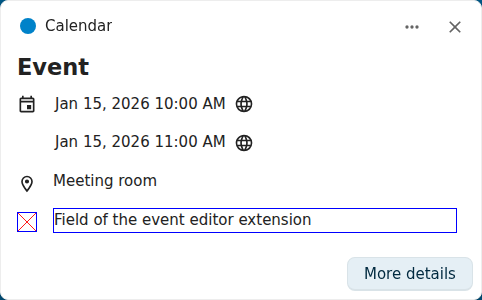 Calendar
Event
Jan 15, 2026 10:00 AM
Jan 15, 2026 11:00 AM
Meeting room
Field of the event editor extension
More details